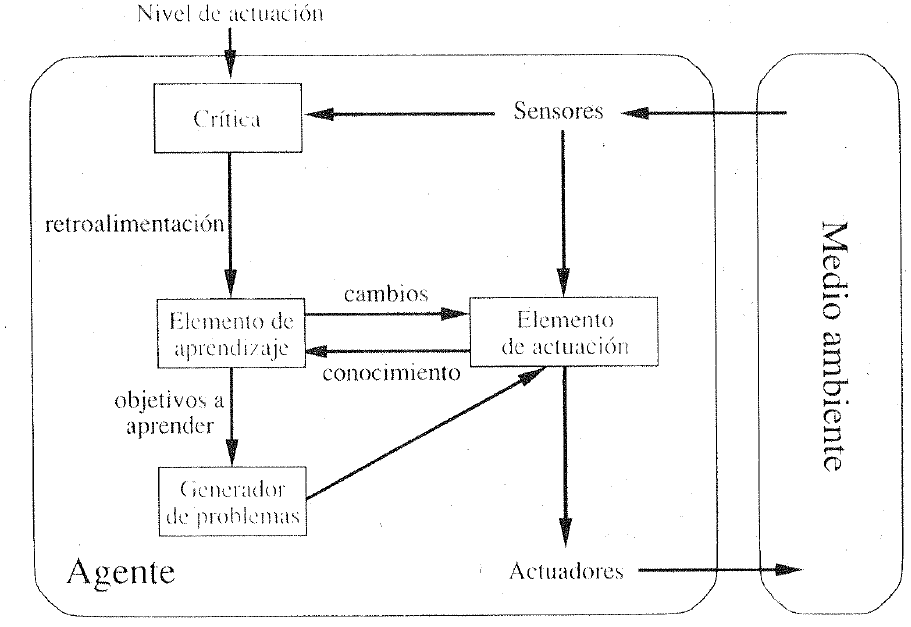 Nivel de actuación
Crítica
Sensores
retroalimentación
cambios
Elemento de
aprendizaje
Elemento
de actuación
conocimiento
objetivos a
aprender
Generador
de problemas
Agente
Actuadores
Medio ambiente